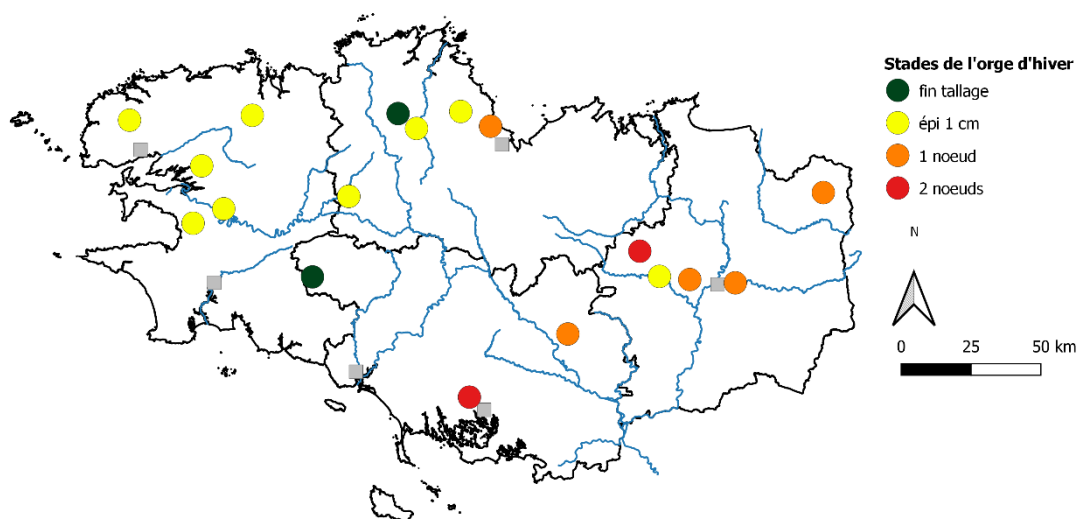 Stades de l'orge d'hiver
fin tallage
épi 1 cm
1 noeud
2 noeuds
N
0 25 50 km